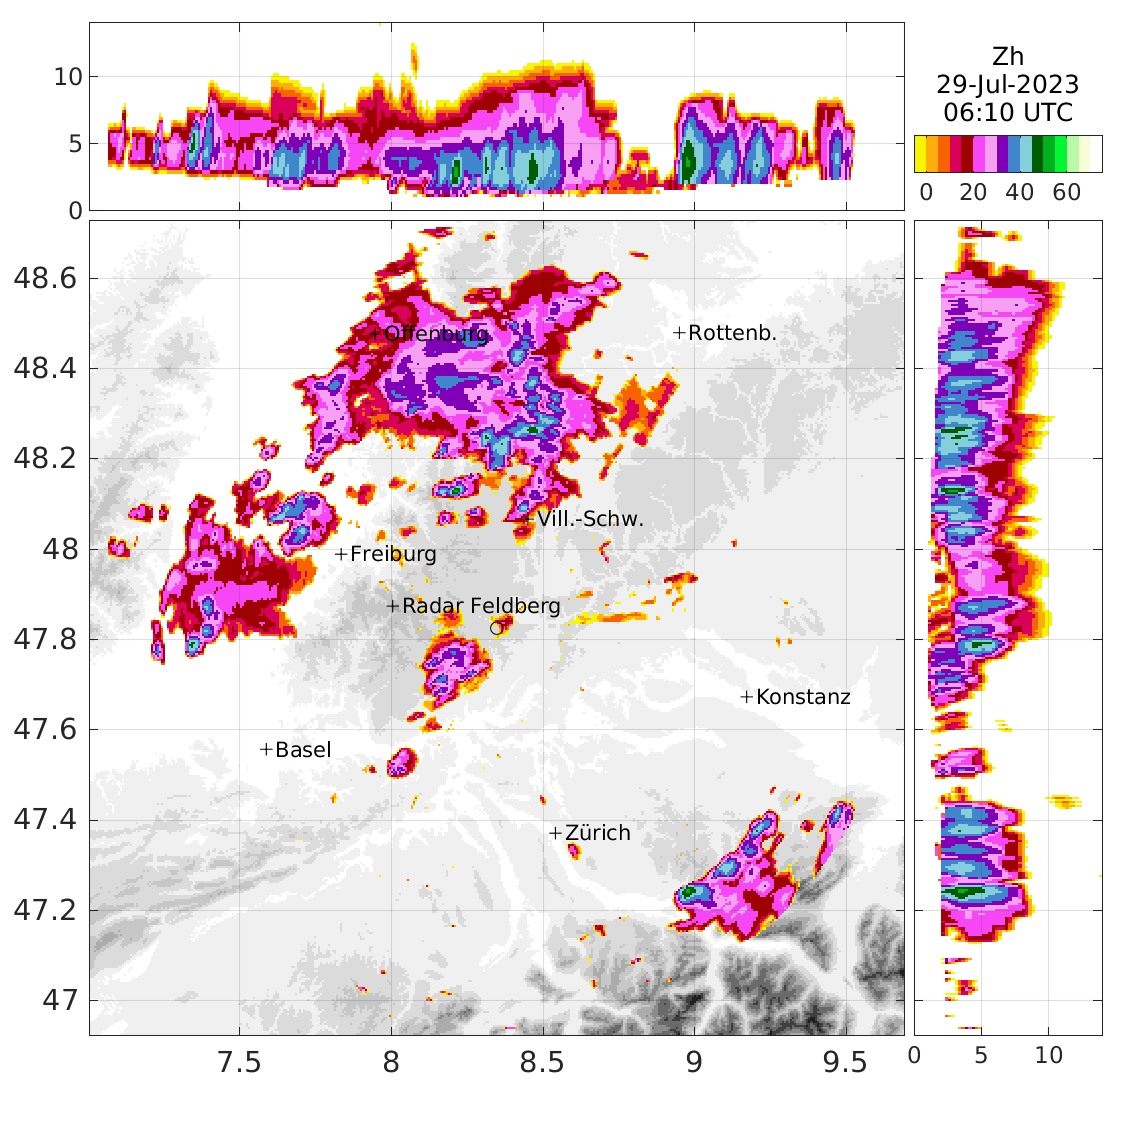 10
5
0
Zh
29-Jul-2023
06:10 UTC
0 20 40 60
48.6
48.4
48.2
48
47.8
47.6
47.4
47.2
47
+Offenburg
+Rottenb.
+Vill.-Schw.
+Freiburg
+Radar Feldberg
+Konstanz
+Basel
+Zürich
7.5 8 8.5 9 9.5
0 5 10